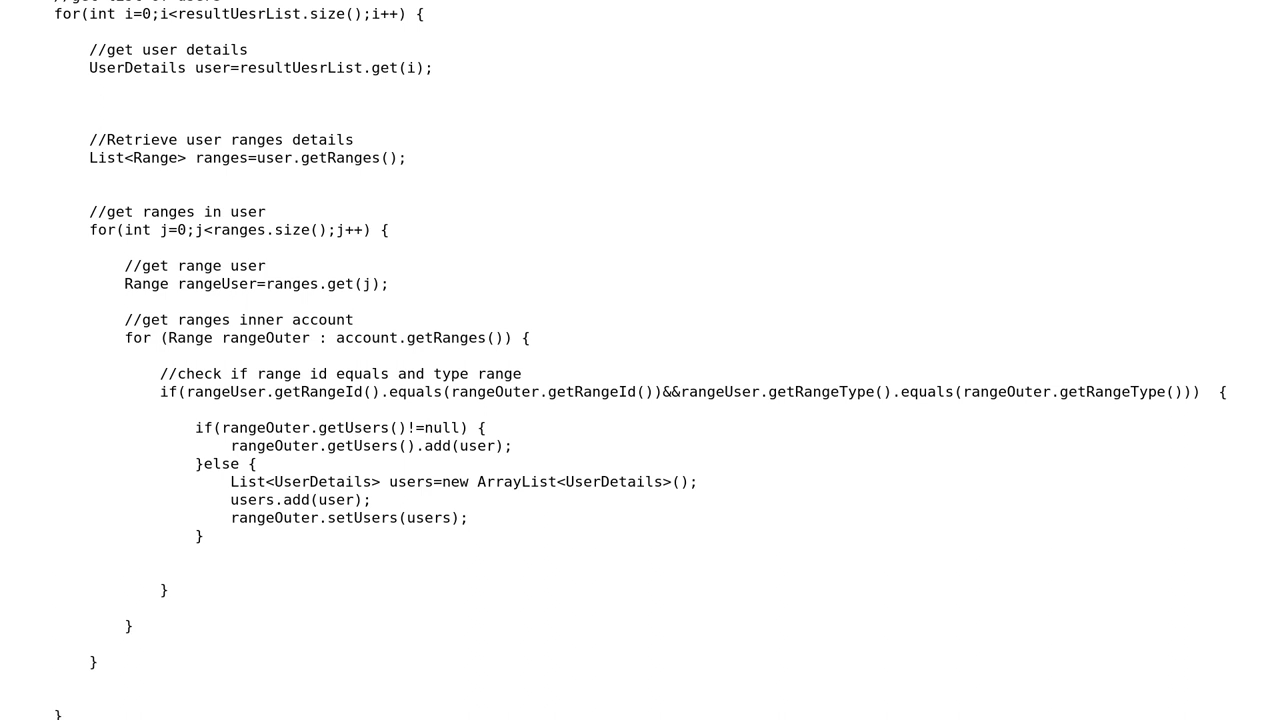 for(int i=0;i<resultUesrList.size();i++) {
//get user details
UserDetails user=resultUesrList.get(i);
//Retrieve user ranges details
List<Range> ranges=user.getRanges();
//get ranges in user
for(int j=0;j<ranges.size();j++) {
//get range user
Range rangeUser=ranges.get(j);
//get ranges inner account
for (Range rangeOuter : account.getRanges()) {
//check if range id equals and type range
if(rangeUser.getRangeId().equals(rangeOuter.getRangeId())&&rangeUser.getRangeType().equals(rangeOuter.getRangeType()))  {
if(rangeOuter.getUsers()!=null) {
rangeOuter.getUsers().add(user);
}else {
List<UserDetails> users=new ArrayList<UserDetails>();
users.add(user);
rangeOuter.setUsers(users);
}
}
}
}
}